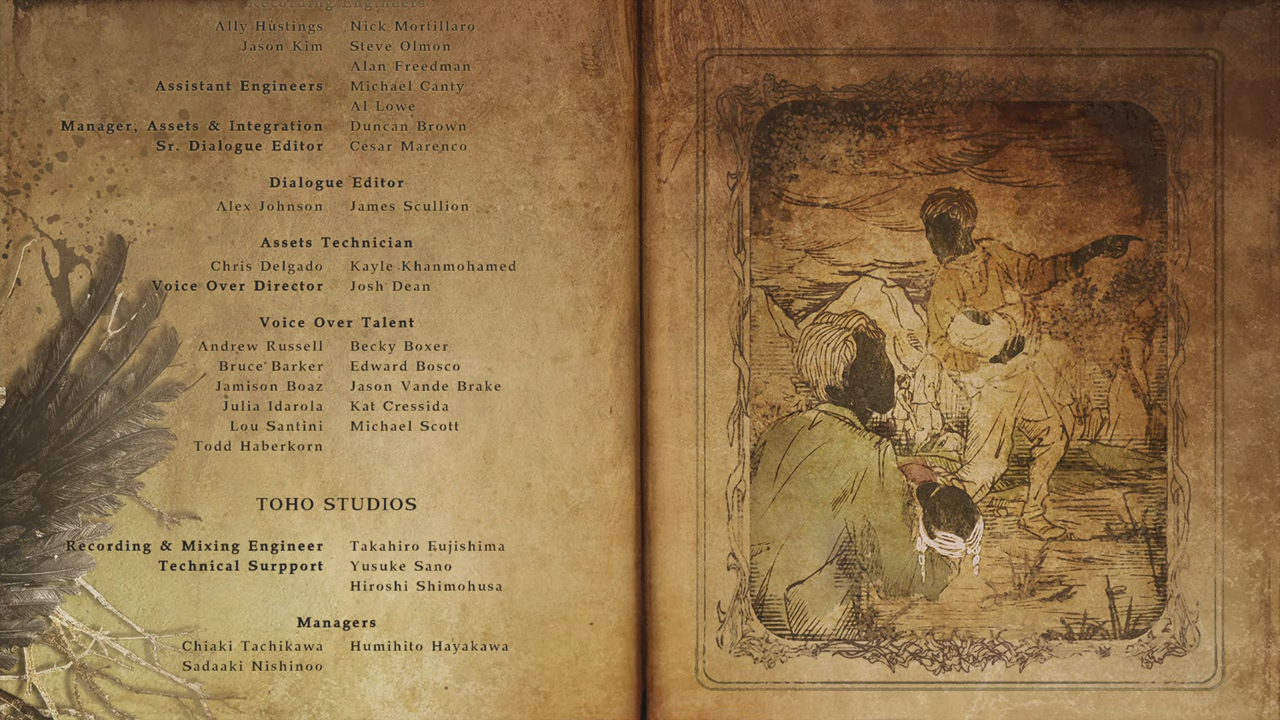 Recording Engineers
Ally Hustings Nick Mortillaro
Jason Kim Steve Olmon
Alan Freedman
Assistant Engineers Michael Canty
Al Lowe
Manager, Assets & Integration Duncan Brown
Sr. Dialogue Editor Cesar Marenco
Dialogue Editor
Alex Johnson James Scullion
Assets Technician
Chris Delgado Kayle Khanmohamed
Voice Over Director Josh Dean
Voice Over Talent
Andrew Russell Becky Boxer
Bruce Barker Edward Bosco
Jamison Boaz Jason Vande Brake
Julia Idarola Kat Cressida
Lou Santini Michael Scott
Todd Haberkorn
TOHO STUDIOS
Recording & Mixing Engineer Takahiro Fujishima
Technical Surpport Yusuke Sano
Hiroshi Shimohusa
Managers
Chiaki Tachikawa Humihito Hayakawa
Sadaaki Nishinoo